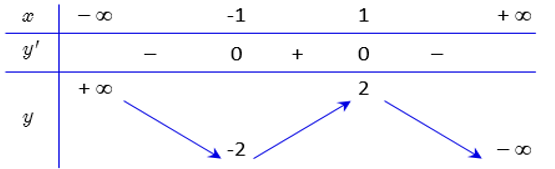 x − ∞ -1 1 + ∞
y′ − 0 + 0 −
+ ∞ 2
y
-2 − ∞